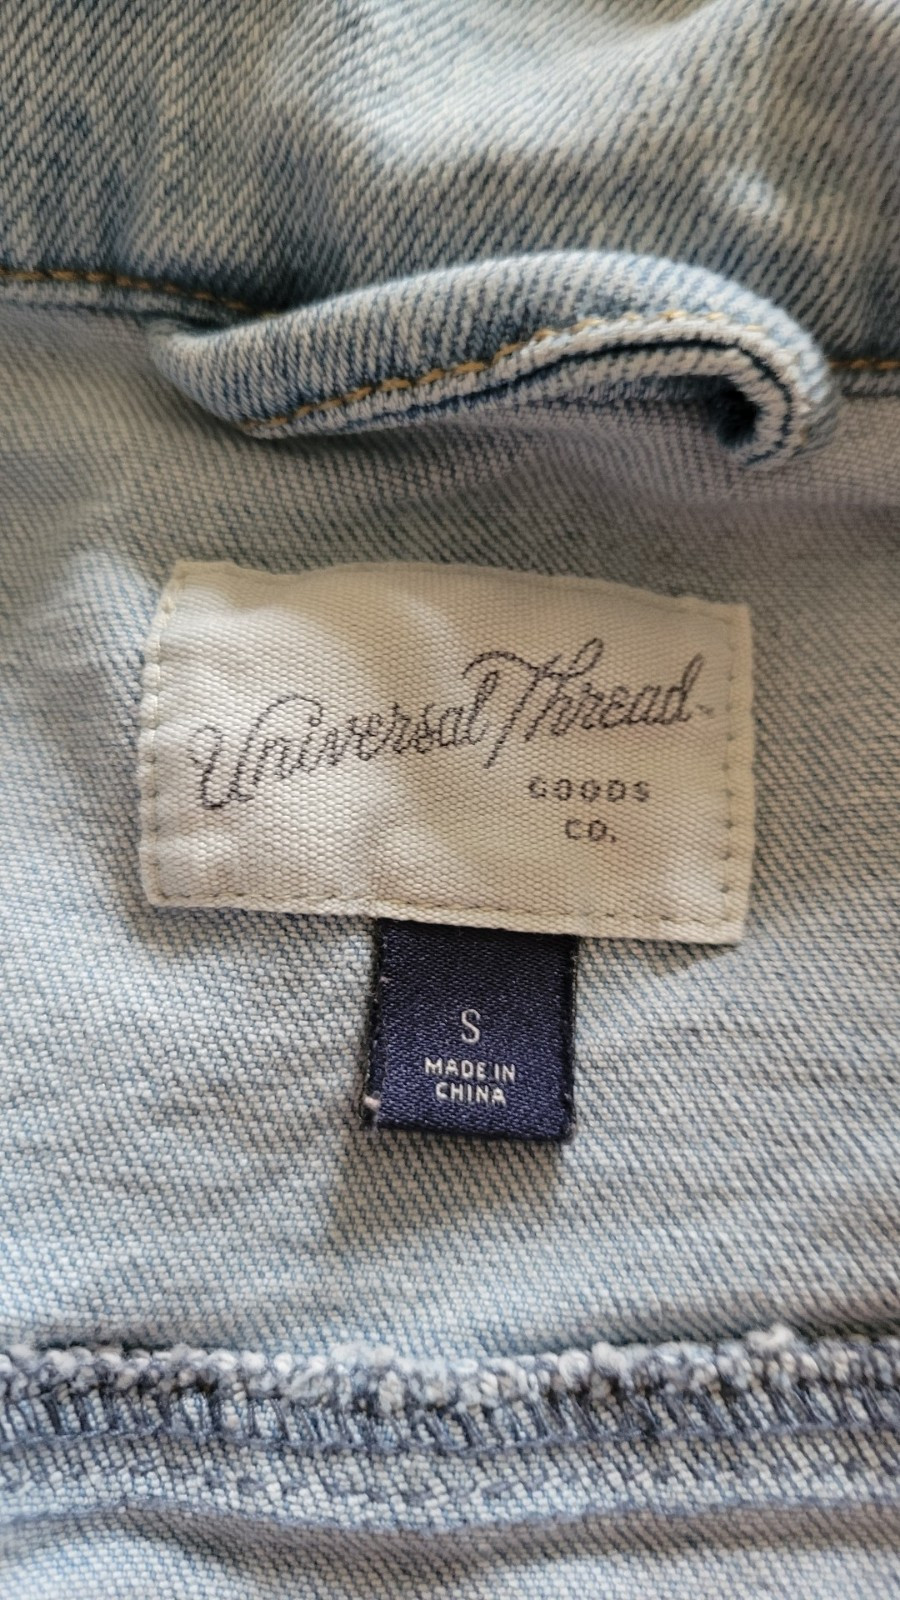 Universal Thread
GOODS
CO.
S
MADE IN
CHINA